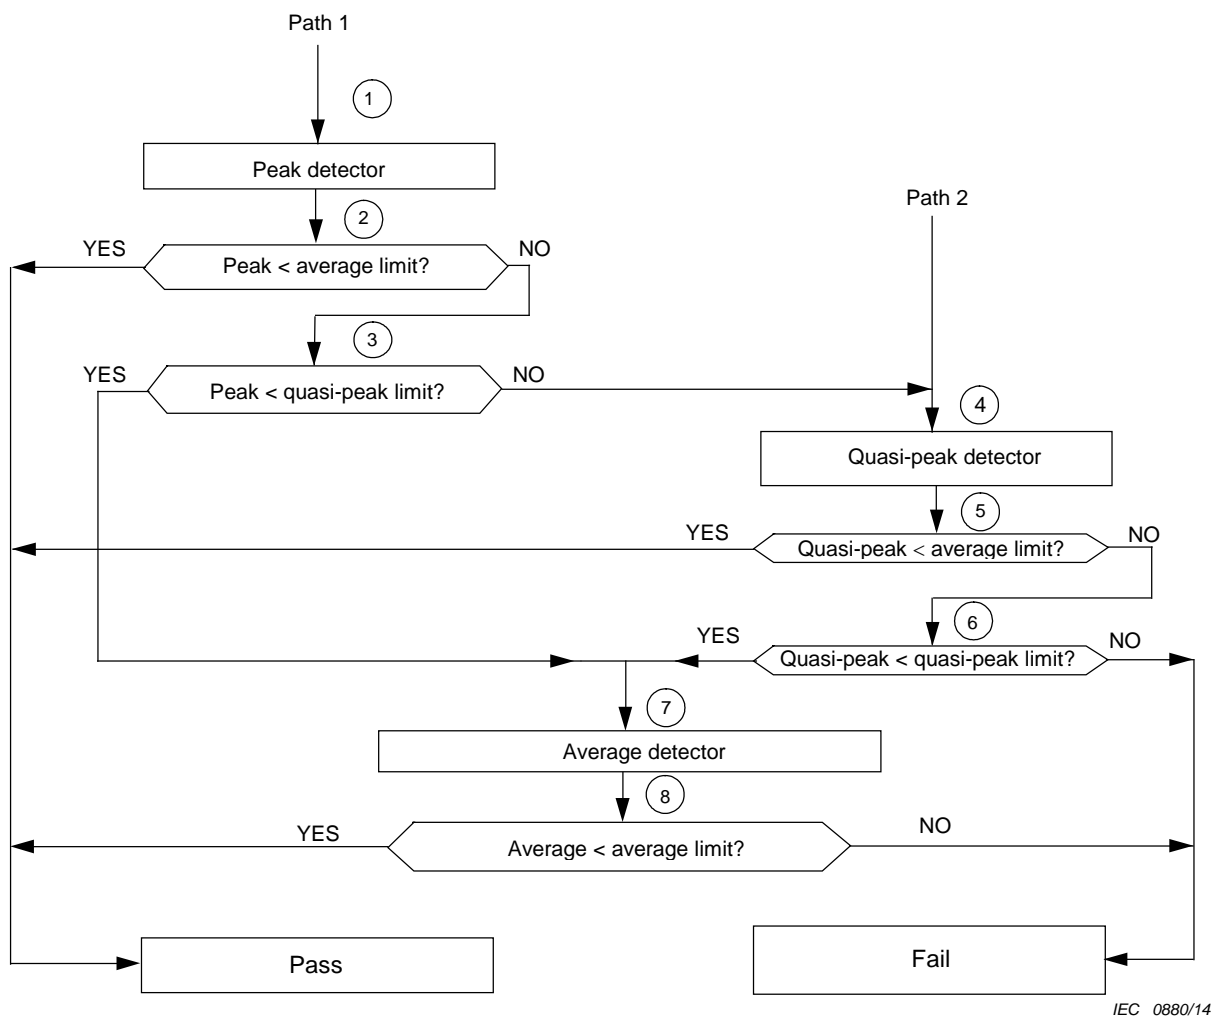 Path 1
1
Peak detector
Path 2
2
YES
NO
Peak < average limit?
3
YES
NO
Peak < quasi-peak limit?
4
Quasi-peak detector
5
YES
NO
Quasi-peak < average limit?
6
YES
NO
Quasi-peak < quasi-peak limit?
7
Average detector
8
YES
NO
Average < average limit?
Pass
Fail
IEC 0880/14